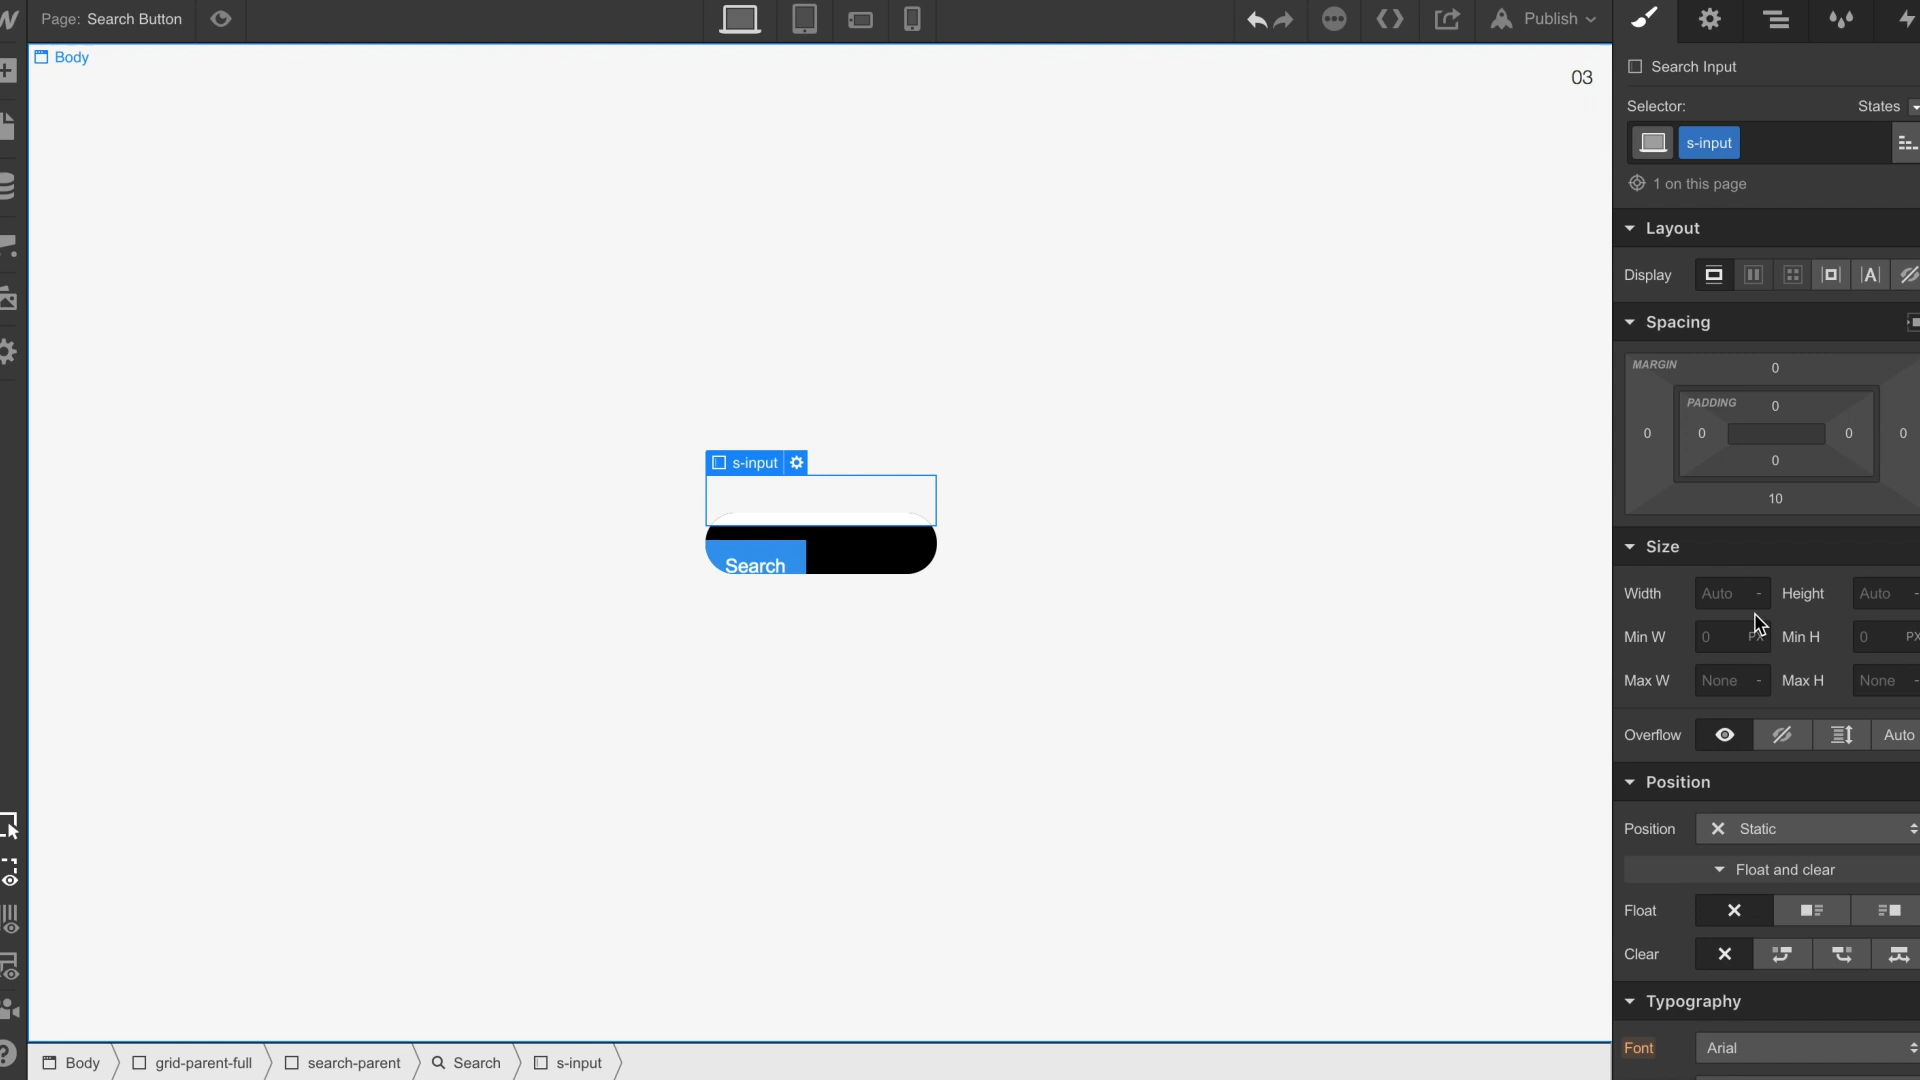 Page: Search Button
Publish
Body
03
Search Input
Selector:
States
s-input
1 on this page
Layout
Display
Spacing
MARGIN
0
PADDING
0
0
0
0
0
0
10
s-input
Search
Size
Width
Auto
-
Height
Auto
-
Min W
0
PX
Min H
0
PX
Max W
None
-
Max H
None
-
Overflow
Auto
Position
Position
Static
Float and clear
Float
Clear
Typography
Font
Arial
Body
grid-parent-full
search-parent
Search
s-input